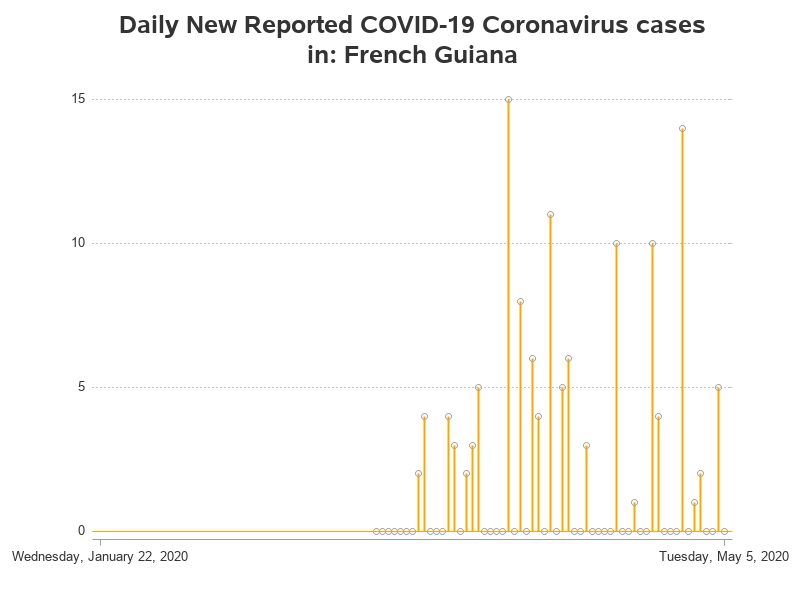 Daily New Reported COVID-19 Coronavirus cases
in: French Guiana
15
10
5
0
Wednesday, January 22, 2020
Tuesday, May 5, 2020